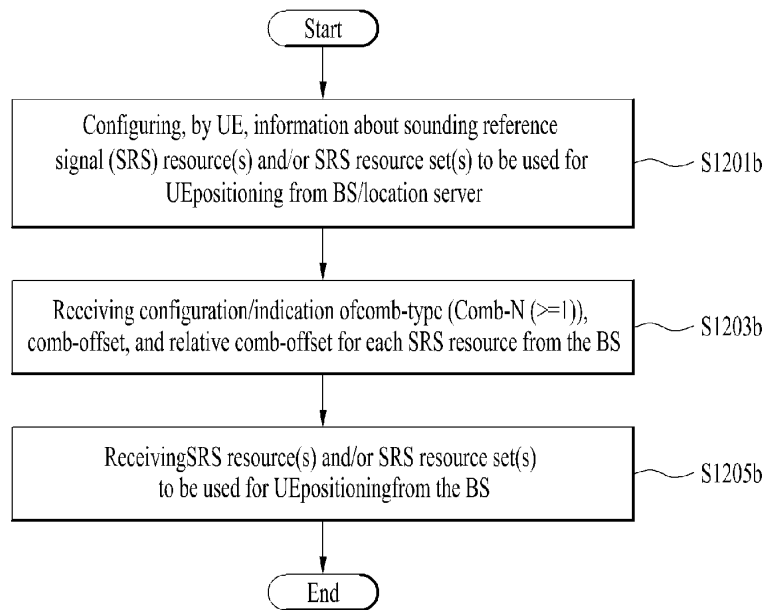 Start
Configuring, by UE, information about sounding reference
signal (SRS) resource(s) and/or SRS resource set(s) to be used for
UEpositioning from BS/location server
S1201b
Receiving configuration/indication ofcomb-type (Comb-N (>=1)),
comb-offset, and relative comb-offset for each SRS resource from the BS
S1203b
ReceivingSRS resource(s) and/or SRS resource set(s)
to be used for UEpositioningfrom the BS
S1205b
End